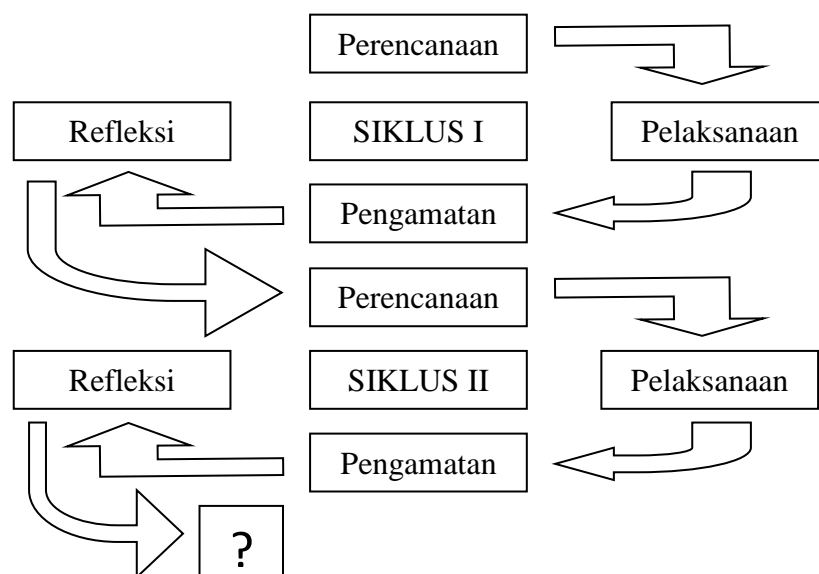 Perencanaan
Refleksi
SIKLUS I
Pelaksanaan
Pengamatan
Perencanaan
Refleksi
SIKLUS II
Pelaksanaan
Pengamatan
?